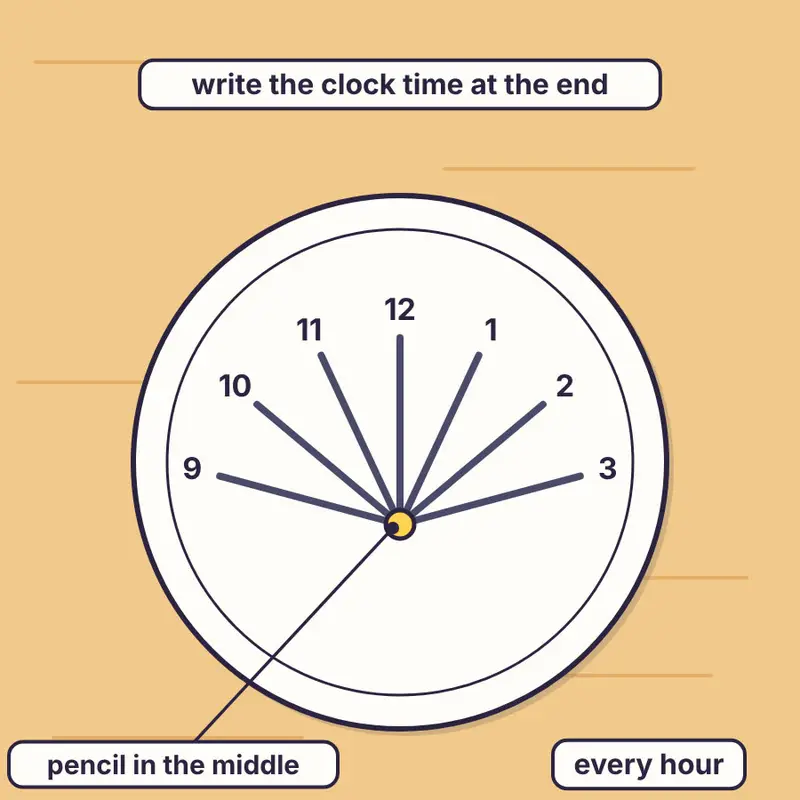 write the clock time at the end
12
11
1
10
2
9
3
pencil in the middle
every hour